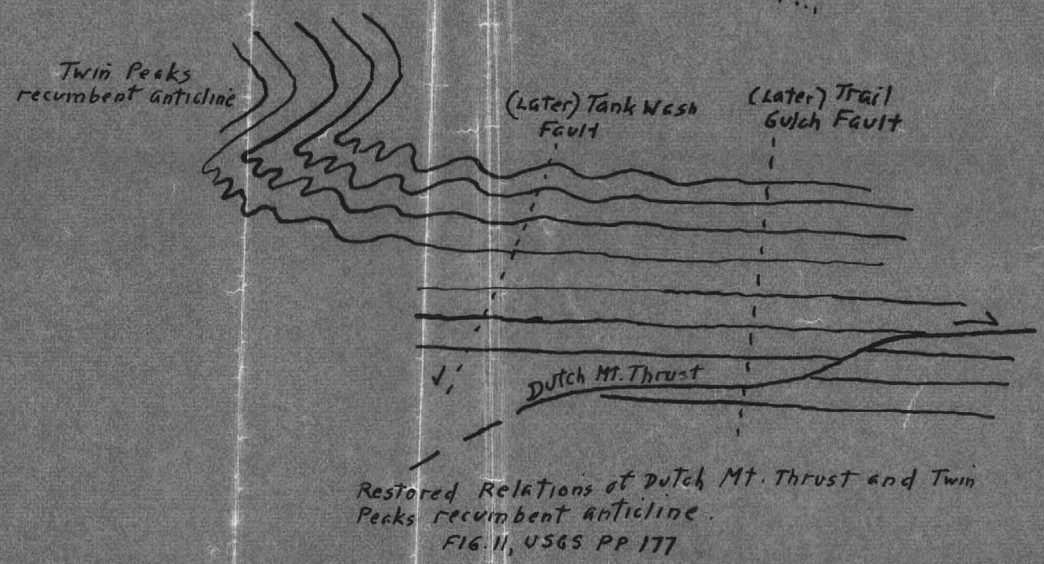 Twin Peaks
recumbent anticline
(Later) Tank Wash
Fault
(Later) Trail
Gulch Fault
Dutch Mt. Thrust
Restored Relations of Dutch Mt. Thrust and Twin
Peaks recumbent anticline.
FIG. 11, USGS PP 177